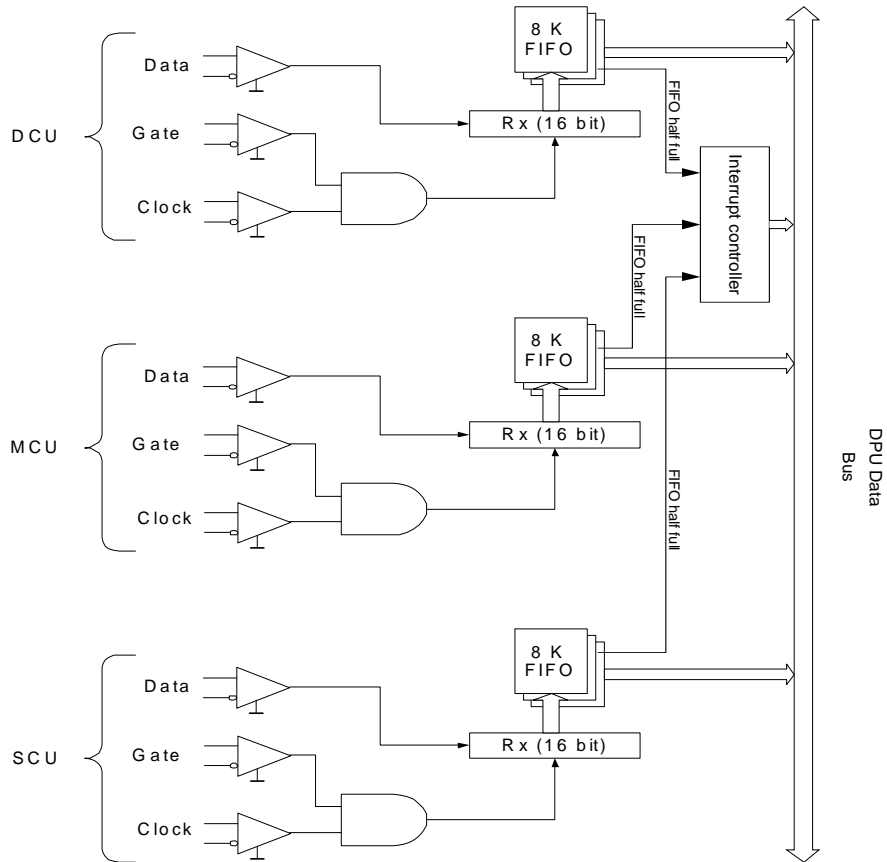 8 K
FIFO
Data
Rx (16 bit)
DCU
Gate
Clock
FIFO half full
Interrupt controller
FIFO half full
8 K
FIFO
Data
Rx (16 bit)
MCU
Gate
Clock
FIFO half full
DPU Data
Bus
8 K
FIFO
Data
Rx (16 bit)
SCU
Gate
Clock